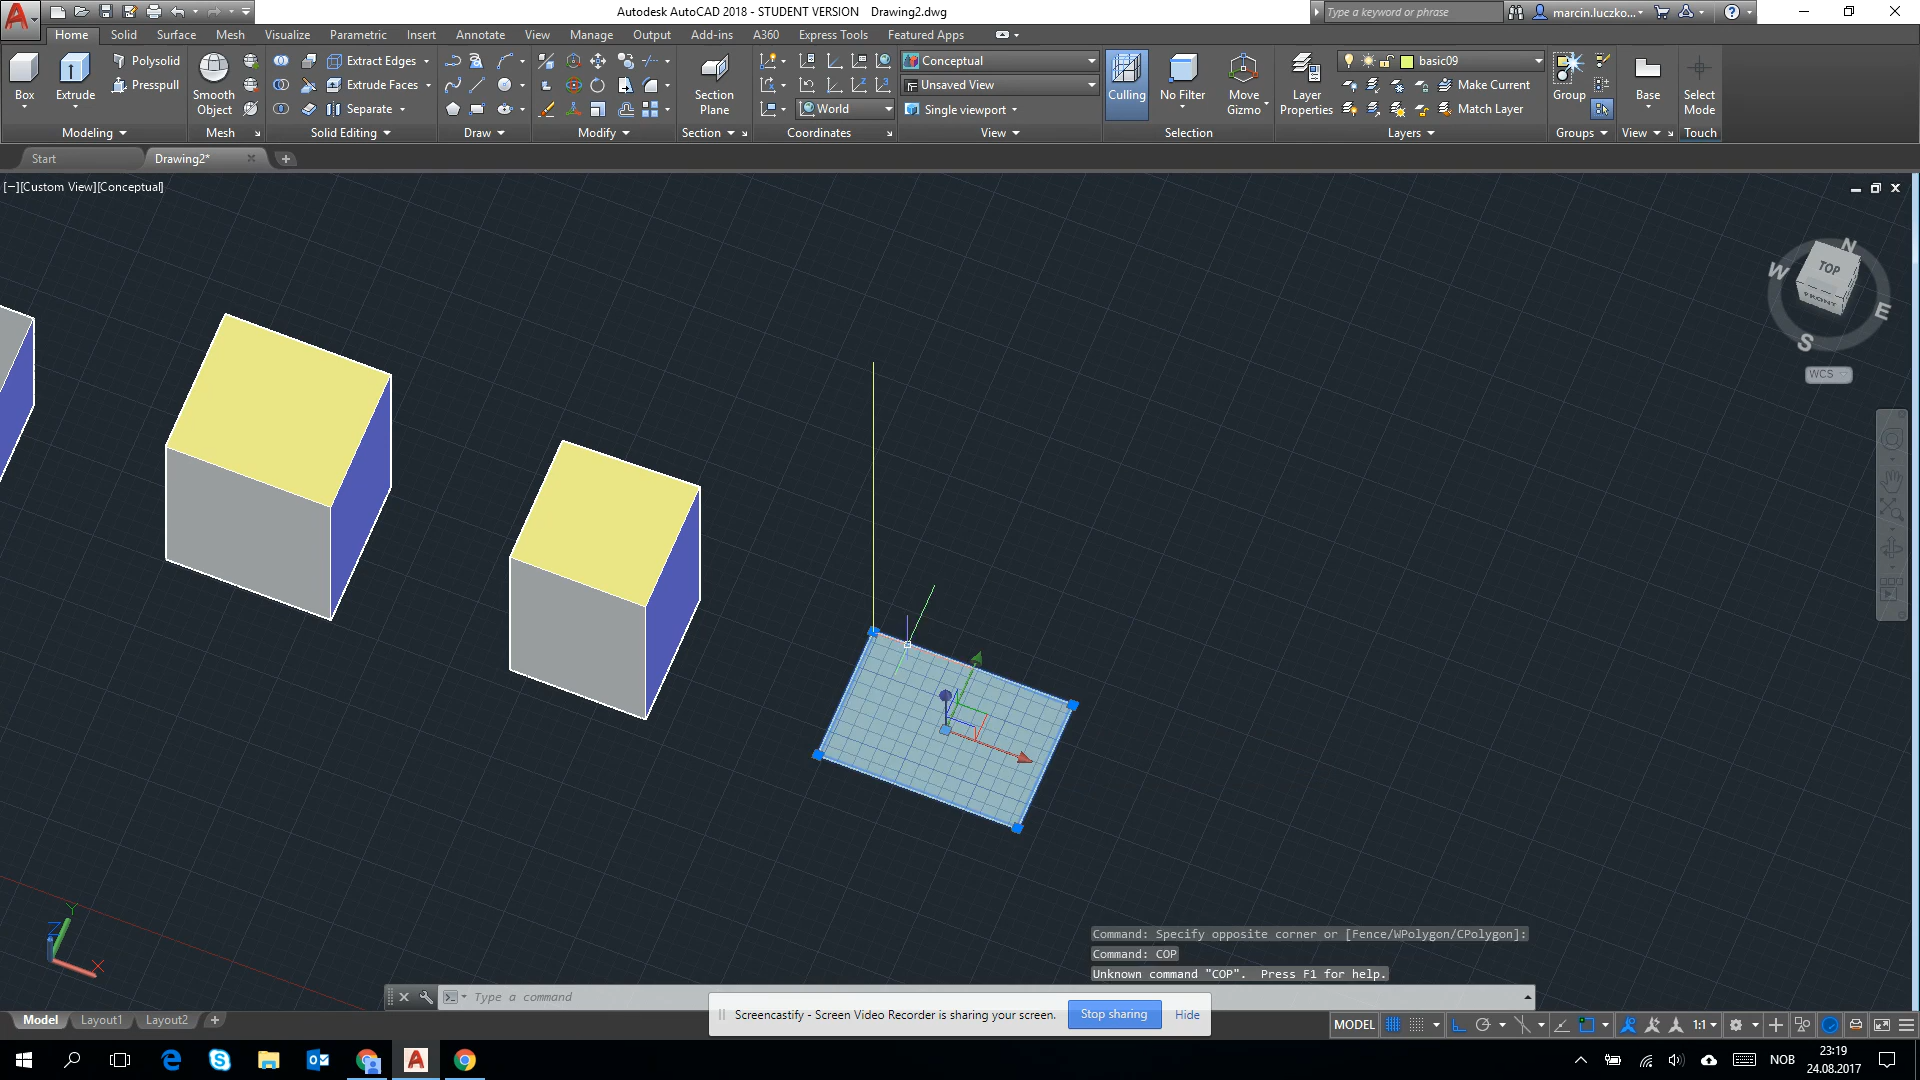 Autodesk AutoCAD 2018 - STUDENT VERSION Drawing2.dwg
Type a keyword or phrase
marcin.luczko...
Home Solid Surface Mesh Visualize Parametric Insert Annotate View Manage Output Add-ins A360 Express Tools Featured Apps
Box
Extrude
Polysolid
Presspull
Smooth Object
Extract Edges
Extrude Faces
Separate
Section Plane
World
Conceptual
Unsaved View
Single viewport
Culling
No Filter
Move Gizmo
Layer Properties
basic09
Make Current
Match Layer
Group
Base
Select Mode
Modeling Mesh Solid Editing Draw Modify Section Coordinates View Selection Layers Groups View Touch
Start Drawing2*
[−][Custom View][Conceptual]
N
W
TOP
FRONT
E
S
WCS
Y
Z
X
Command: Specify opposite corner or [Fence/WPolygon/CPolygon]:
Command: COP
Unknown command "COP". Press F1 for help.
Type a command
Screencastify - Screen Video Recorder is sharing your screen. Stop sharing Hide
Model Layout1 Layout2
MODEL 1:1
NOB
23:19
24.08.2017